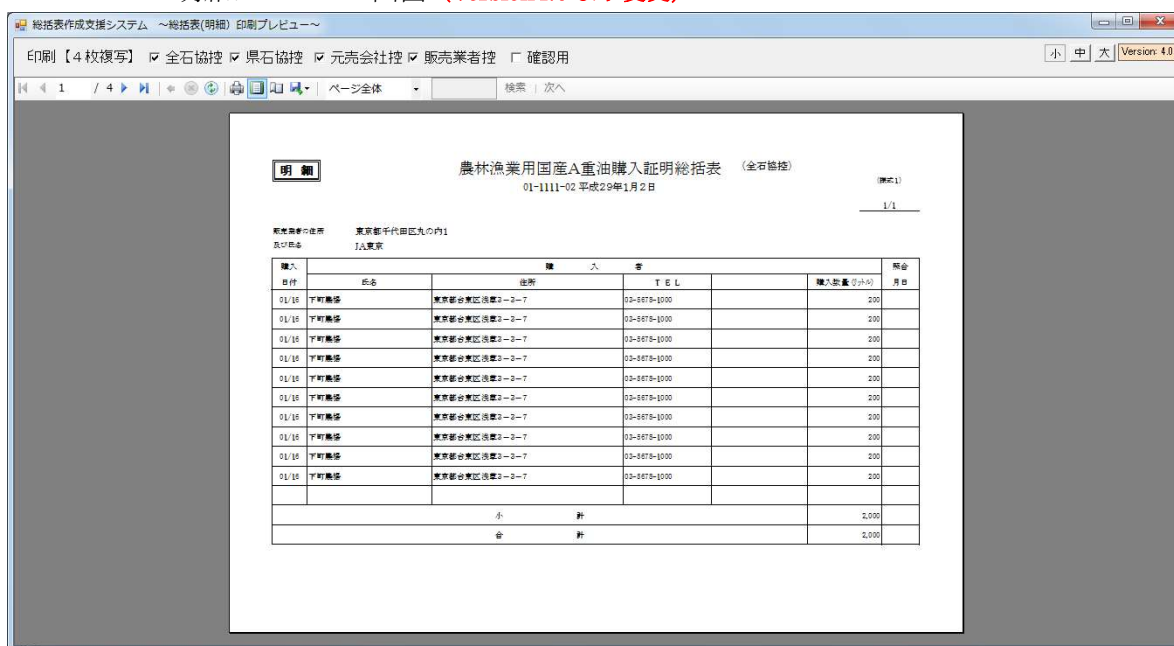 総括表作成支援システム ～総括表(明細) 印刷プレビュー～
印刷【4枚複写】 全石協控 県石協控 元売会社控 販売業者控 確認用 小 中 大 Version: 4.0
1 / 4 ページ全体 検索 | 次へ
明 細 農林漁業用国産A重油購入証明総括表 (全石協控)
01-1111-02 平成29年1月2日 (様式1)
1/1
販売業者の住所 東京都千代田区丸の内1
及び氏名 JA東京
購入 購 入 者 照合
日付 氏名 住所 TEL 購入数量(リットル) 月日
01/16 下町農協 東京都台東区浅草3-3-7 03-5678-1000 200
01/16 下町農協 東京都台東区浅草3-3-7 03-5678-1000 200
01/16 下町農協 東京都台東区浅草3-3-7 03-5678-1000 200
01/16 下町農協 東京都台東区浅草3-3-7 03-5678-1000 200
01/16 下町農協 東京都台東区浅草3-3-7 03-5678-1000 200
01/16 下町農協 東京都台東区浅草3-3-7 03-5678-1000 200
01/16 下町農協 東京都台東区浅草3-3-7 03-5678-1000 200
01/16 下町農協 東京都台東区浅草3-3-7 03-5678-1000 200
01/16 下町農協 東京都台東区浅草3-3-7 03-5678-1000 200
01/16 下町農協 東京都台東区浅草3-3-7 03-5678-1000 200
小 計 2,000
合 計 2,000